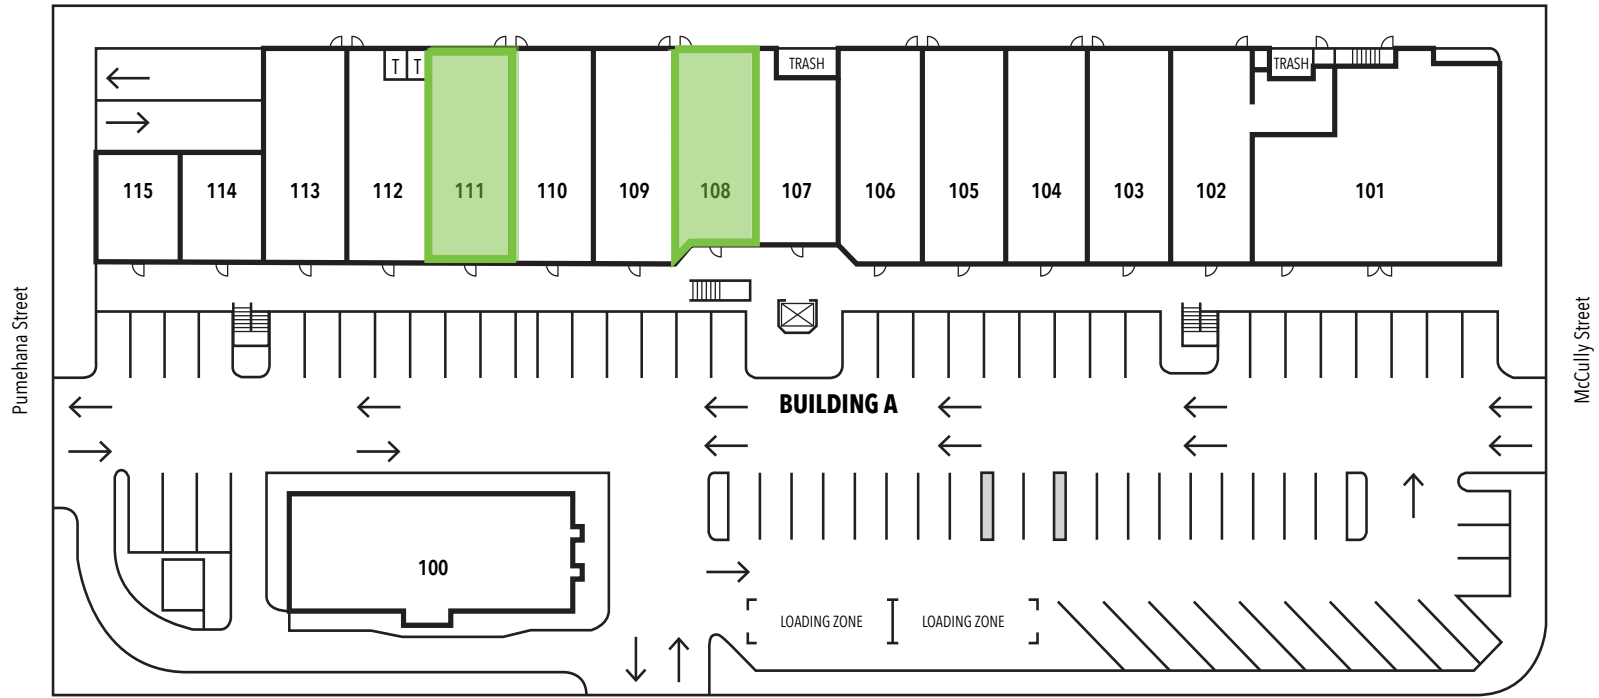 TRASH
TRASH
T T
115 114 113 112 111 110 109 108 107 106 105 104 103 102 101
Pumehana Street
McCully Street
BUILDING A
100
LOADING ZONE LOADING ZONE